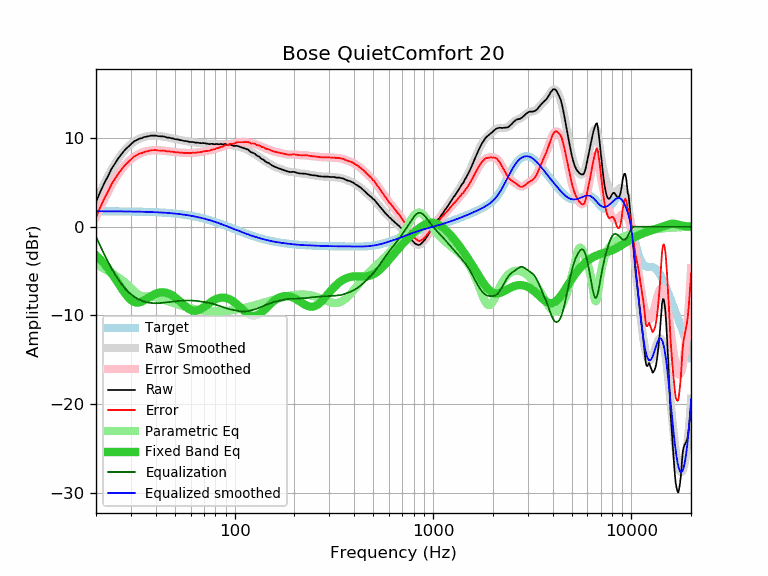 Bose QuietComfort 20
Amplitude (dBr)
10
0
−10
−20
−30
Target
Raw Smoothed
Error Smoothed
Raw
Error
Parametric Eq
Fixed Band Eq
Equalization
Equalized smoothed
100
1000
10000
Frequency (Hz)